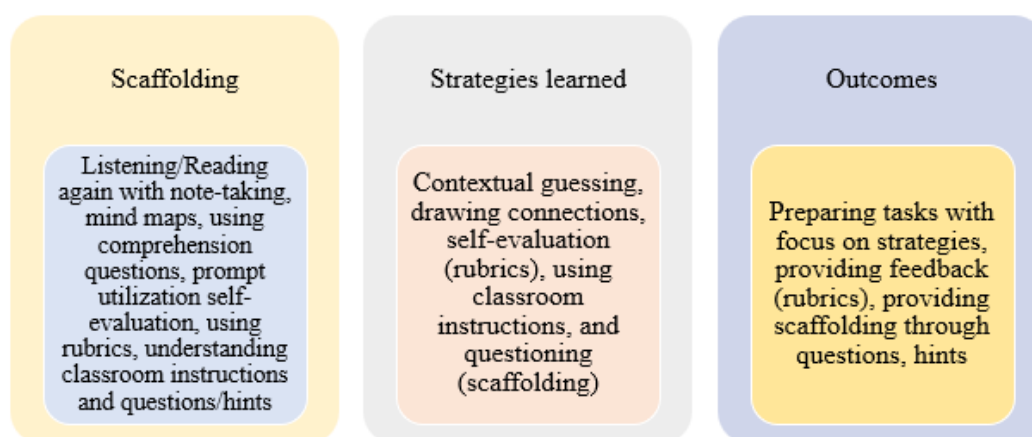 Scaffolding
Listening/Reading
again with note-taking,
mind maps, using
comprehension
questions, prompt
utilization self-
evaluation, using
rubrics, understanding
classroom instructions
and questions/hints
Strategies learned
Contextual guessing,
drawing connections,
self-evaluation
(rubrics), using
classroom
instructions, and
questioning
(scaffolding)
Outcomes
Preparing tasks with
focus on strategies,
providing feedback
(rubrics), providing
scaffolding through
questions, hints